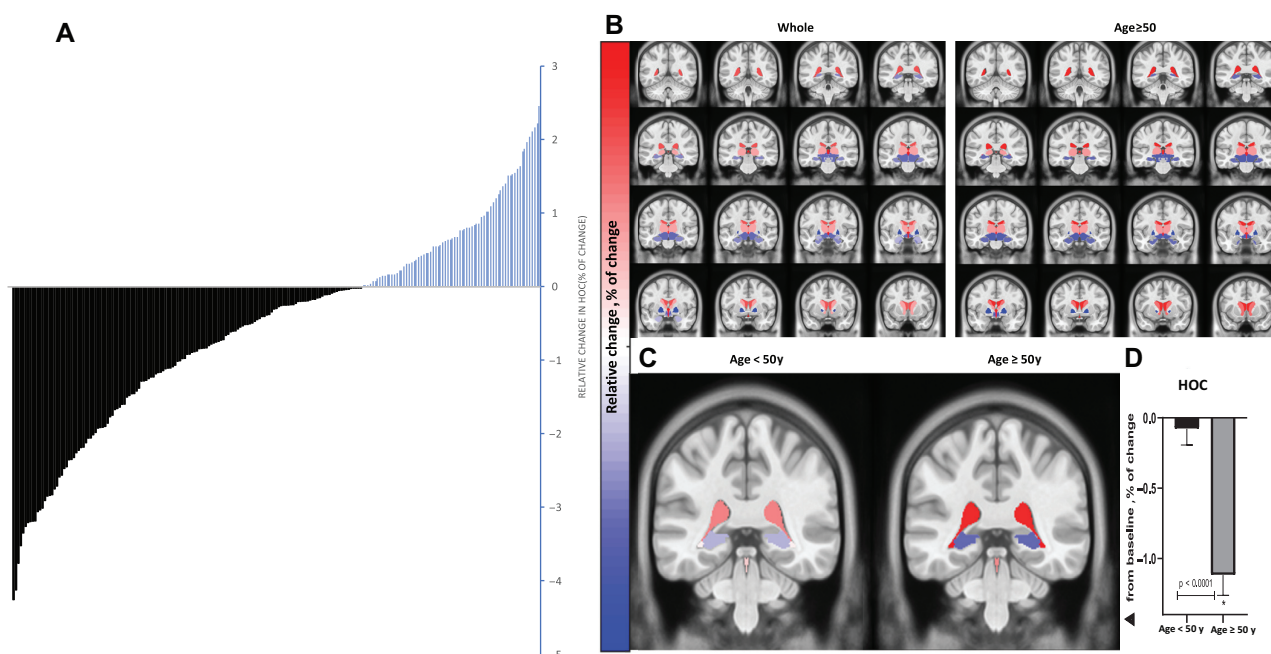 A
3
2
1
0
−1
−2
−3
−4
−5
RELATIVE CHANGE IN HOC(% OF CHANGE)
B
Whole
Age≥50
Relative change , % of change
C
Age < 50y
Age ≥ 50y
D
HOC
0.0
−0.5
−1.0
from baseline , % of change
p < 0.0001
*
Age < 50 y
Age ≥ 50 y